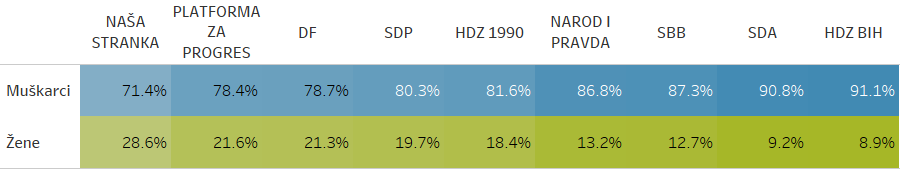 NAŠA STRANKA PLATFORMA ZA PROGRES DF SDP HDZ 1990 NAROD I PRAVDA SBB SDA HDZ BIH
Muškarci 71.4% 78.4% 78.7% 80.3% 81.6% 86.8% 87.3% 90.8% 91.1%
Žene 28.6% 21.6% 21.3% 19.7% 18.4% 13.2% 12.7% 9.2% 8.9%